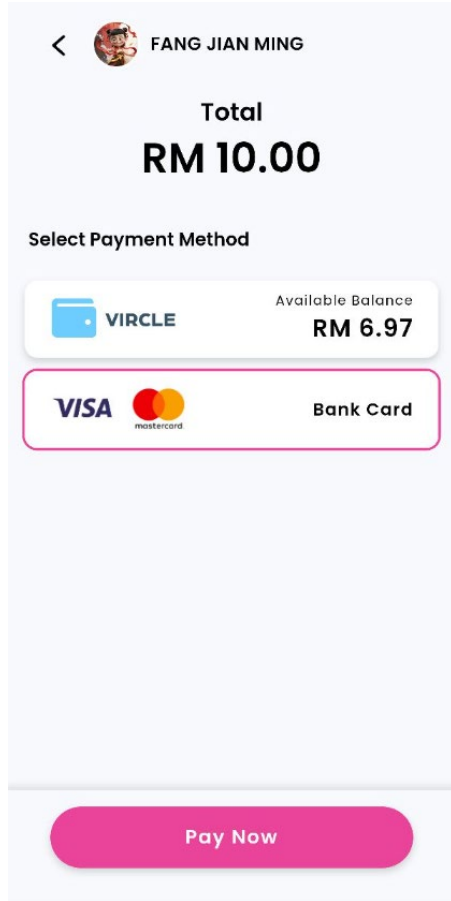 FANG JIAN MING
Total
RM 10.00
Select Payment Method
VIRCLE
Available Balance
RM 6.97
VISA
mastercard
Bank Card
Pay Now